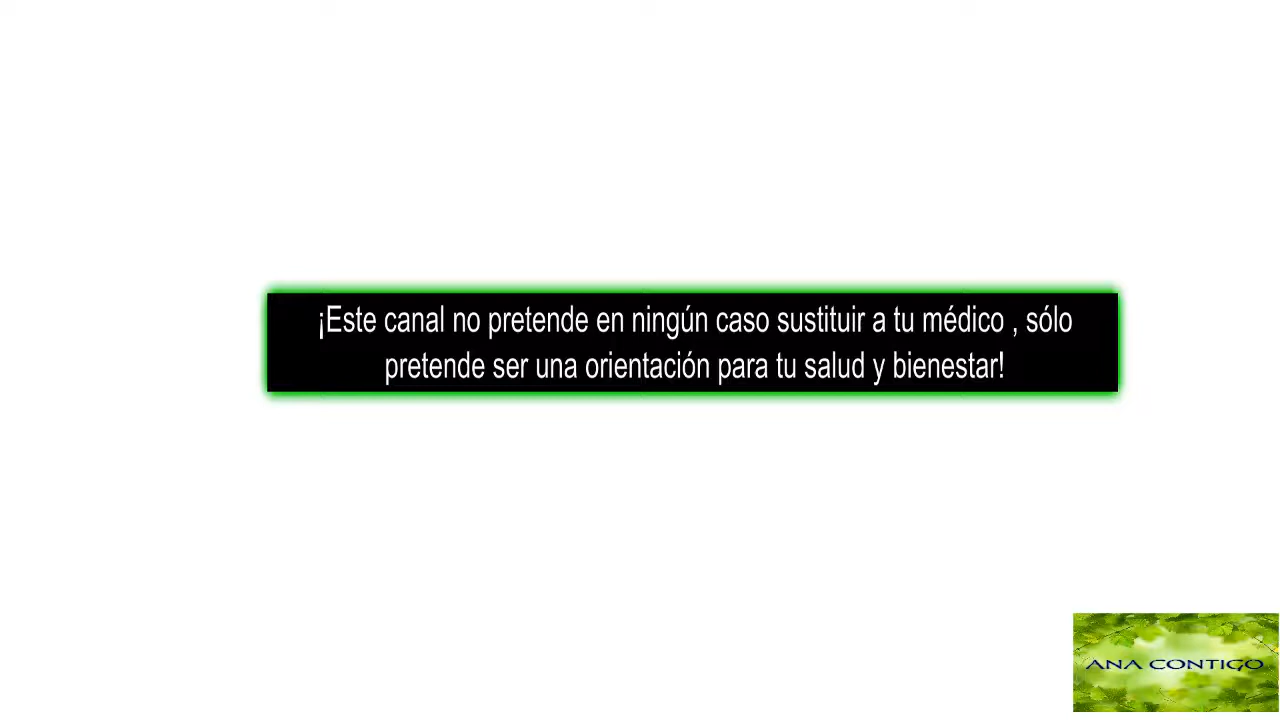 ¡Este canal no pretende en ningún caso sustituir a tu médico , sólo
pretende ser una orientación para tu salud y bienestar!
ANA CONTIGO